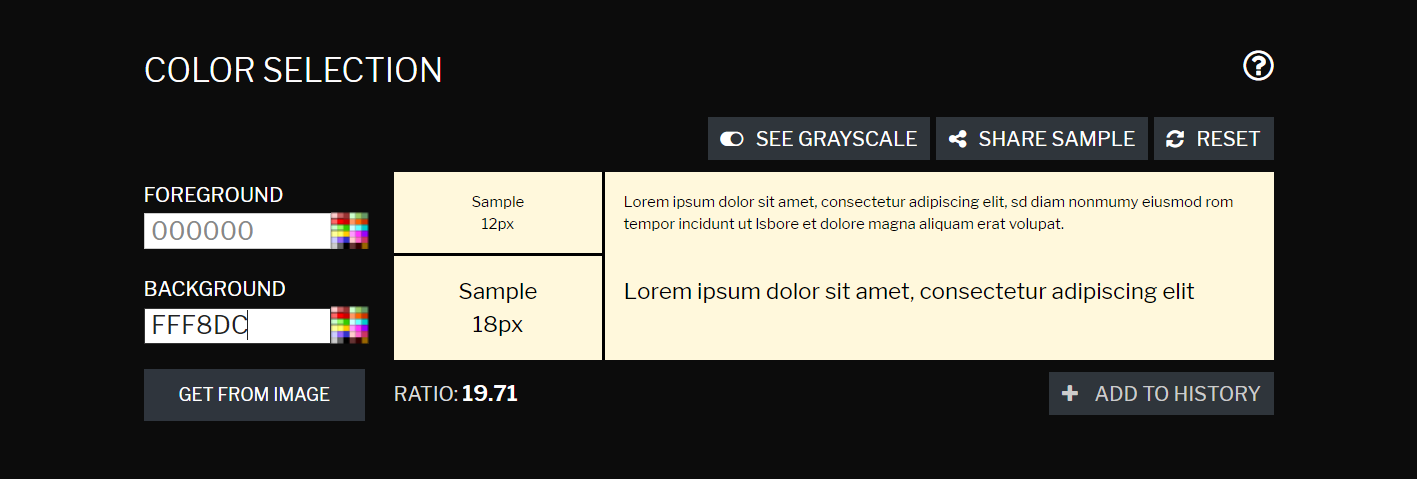 COLOR SELECTION
SEE GRAYSCALE
SHARE SAMPLE
RESET
FOREGROUND
000000
BACKGROUND
FFF8DC
GET FROM IMAGE
Sample
12px
Lorem ipsum dolor sit amet, consectetur adipiscing elit, sd diam nonmumy eiusmod rom
tempor incidunt ut lsbore et dolore magna aliquam erat volupat.
Sample
18px
Lorem ipsum dolor sit amet, consectetur adipiscing elit
RATIO: 19.71
ADD TO HISTORY